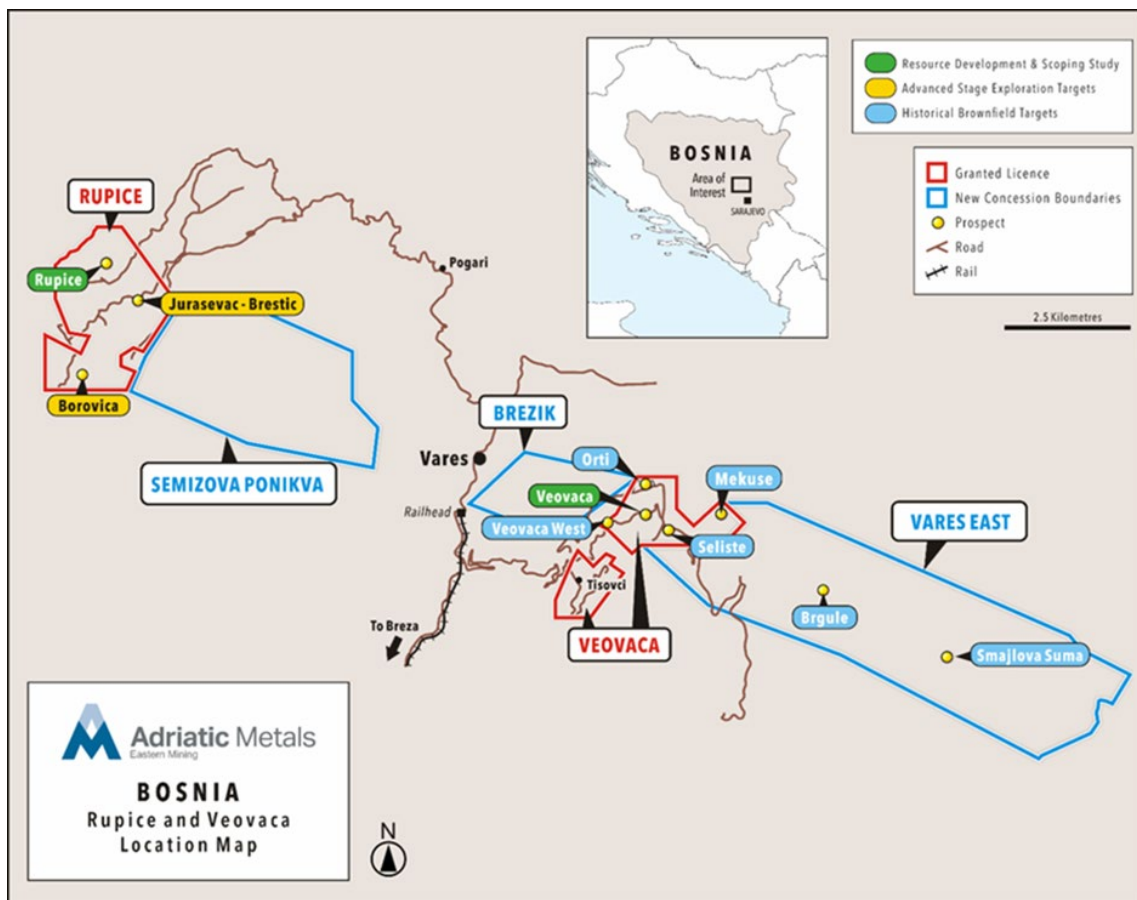 BOSNIA
Area of
Interest
SARAJEVO
Resource Development & Scoping Study
Advanced Stage Exploration Targets
Historical Brownfield Targets
Granted Licence
New Concession Boundaries
Prospect
Road
Rail
2.5 Kilometres
RUPICE
Rupice
Jurasevac - Brestic
Borovica
SEMIZOVA PONIKVA
Pogari
Vares
Railhead
BREZIK
Orti
Veovaca
Veovaca West
Mekuse
Seliste
VARES EAST
Tisovci
VEOVACA
Brgule
Smajlova Suma
To Breza
Adriatic Metals
Eastern Mining
BOSNIA
Rupice and Veovaca
Location Map
N